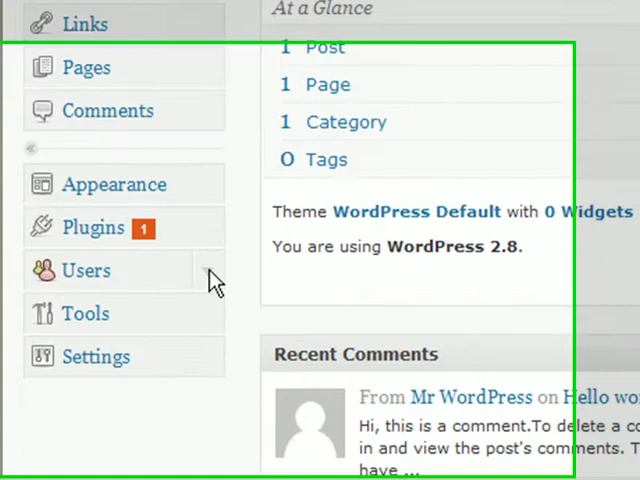 Links
Pages
Comments
Appearance
Plugins 1
Users
Tools
Settings
At a Glance
1 Post
1 Page
1 Category
0 Tags
Theme WordPress Default with 0 Widgets
You are using WordPress 2.8.
Recent Comments
From Mr WordPress on Hello wo
Hi, this is a comment.To delete a co
in and view the post's comments. T
have ...